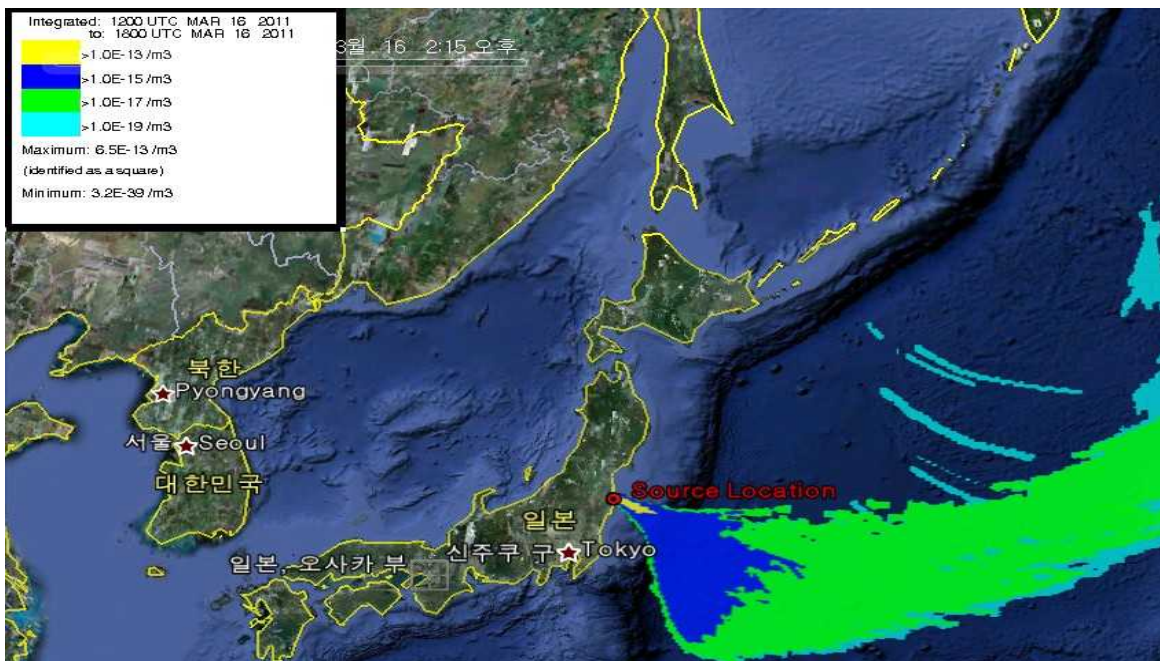 Integrated: 1200 UTC MAR 16 2011
to: 1800 UTC MAR 16 2011
>1.0E-13 /m3
>1.0E-15 /m3
>1.0E-17 /m3
>1.0E-19 /m3
Maximum: 6.5E-13 /m3
(identified as a square)
Minimum: 3.2E-39 /m3
3월 16 2:15 오후
북한
Pyongyang
서울 Seoul
대한민국
Source Location
일본
신주쿠 구 Tokyo
일본, 오사카 부